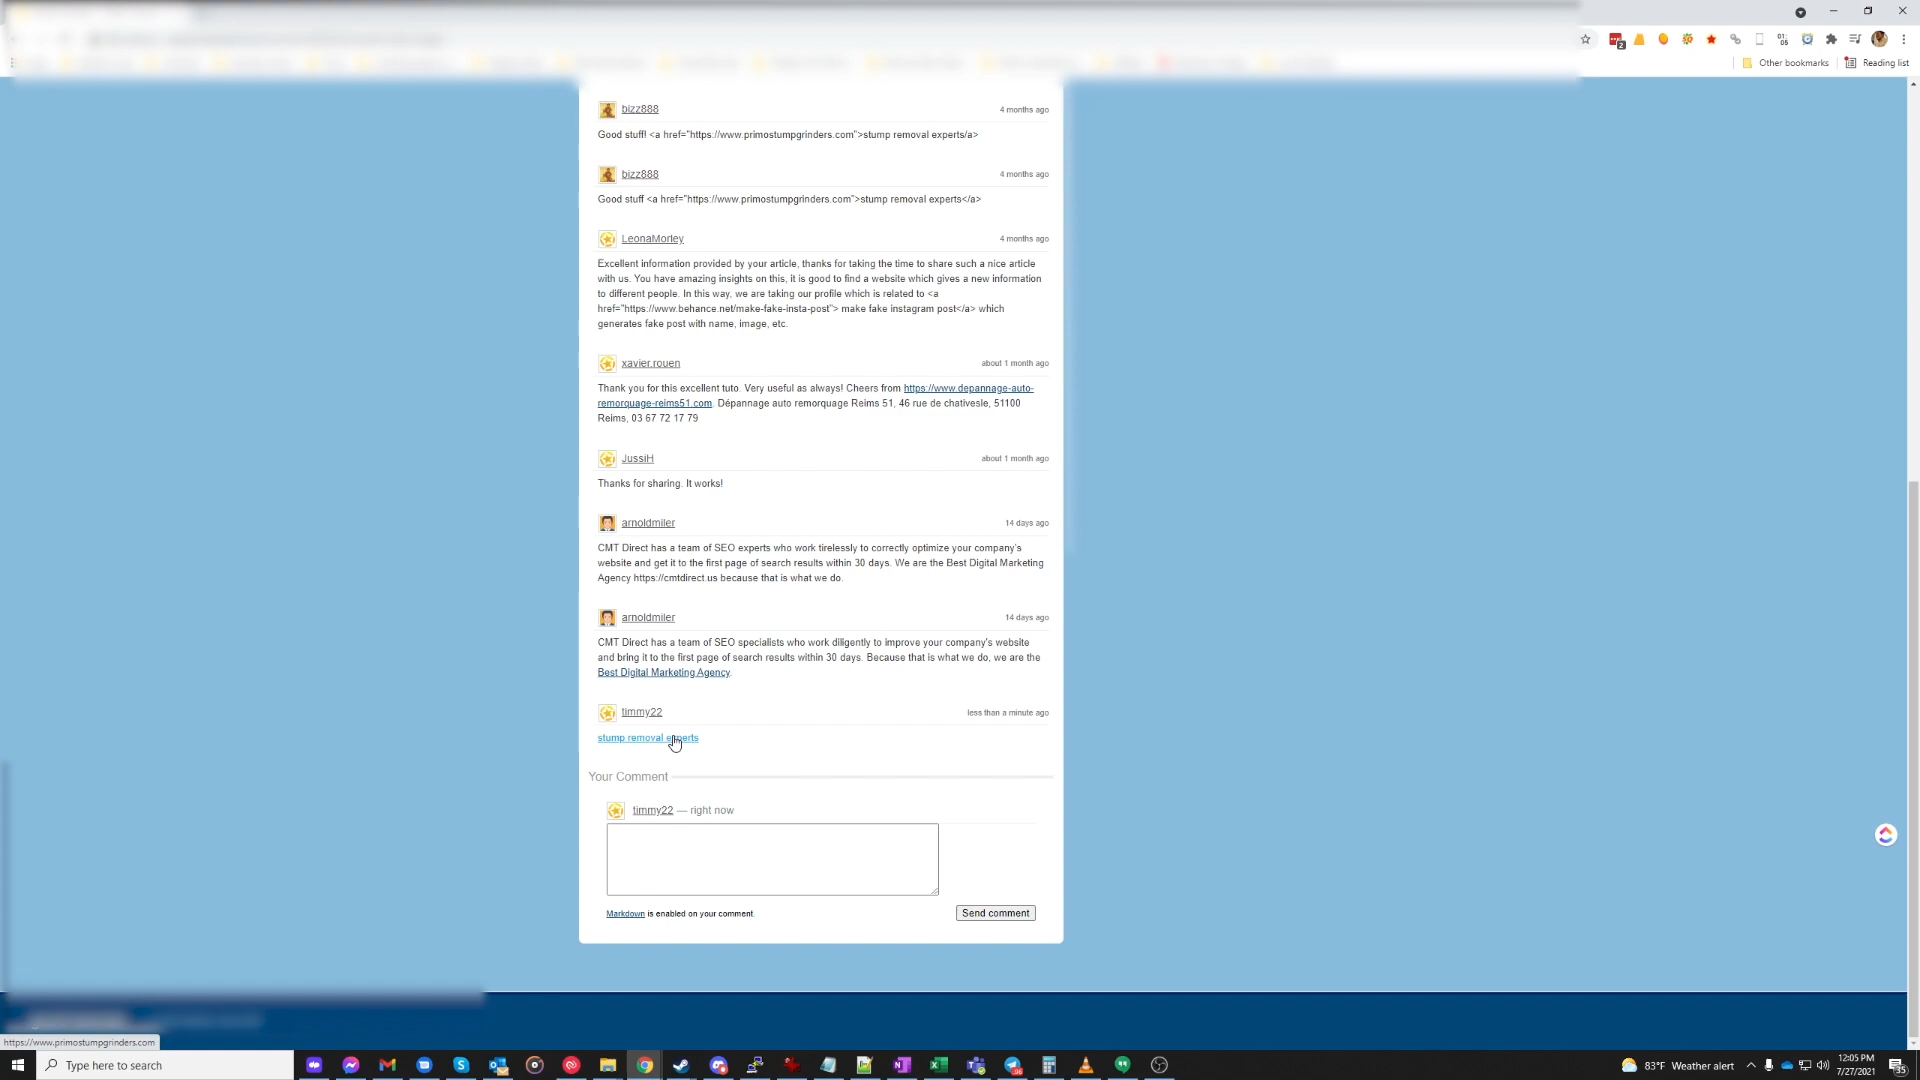 Other bookmarks
Reading list
bizz888
4 months ago
Good stuff! <a href="https://www.primostumpgrinders.com">stump removal experts/a>
bizz888
4 months ago
Good stuff <a href="https://www.primostumpgrinders.com">stump removal experts</a>
LeonaMorley
4 months ago
Excellent information provided by your article, thanks for taking the time to share such a nice article
with us. You have amazing insights on this, it is good to find a website which gives a new information
to different people. In this way, we are taking our profile which is related to <a
href="https://www.behance.net/make-fake-insta-post"> make fake instagram post</a> which
generates fake post with name, image, etc.
xavier.rouen
about 1 month ago
Thank you for this excellent tuto. Very useful as always! Cheers from https://www.depannage-auto-
remorquage-reims51.com. Dépannage auto remorquage Reims 51, 46 rue de chativesle, 51100
Reims, 03 67 72 17 79
JussiH
about 1 month ago
Thanks for sharing. It works!
arnoldmiler
14 days ago
CMT Direct has a team of SEO experts who work tirelessly to correctly optimize your company's
website and get it to the first page of search results within 30 days. We are the Best Digital Marketing
Agency https://cmtdirect.us because that is what we do.
arnoldmiler
14 days ago
CMT Direct has a team of SEO specialists who work diligently to improve your company's website
and bring it to the first page of search results within 30 days. Because that is what we do, we are the
Best Digital Marketing Agency.
timmy22
less than a minute ago
stump removal experts
Your Comment
timmy22 — right now
Markdown is enabled on your comment.
Send comment
https://www.primostumpgrinders.com
Type here to search
83°F Weather alert
12:05 PM
7/27/2021